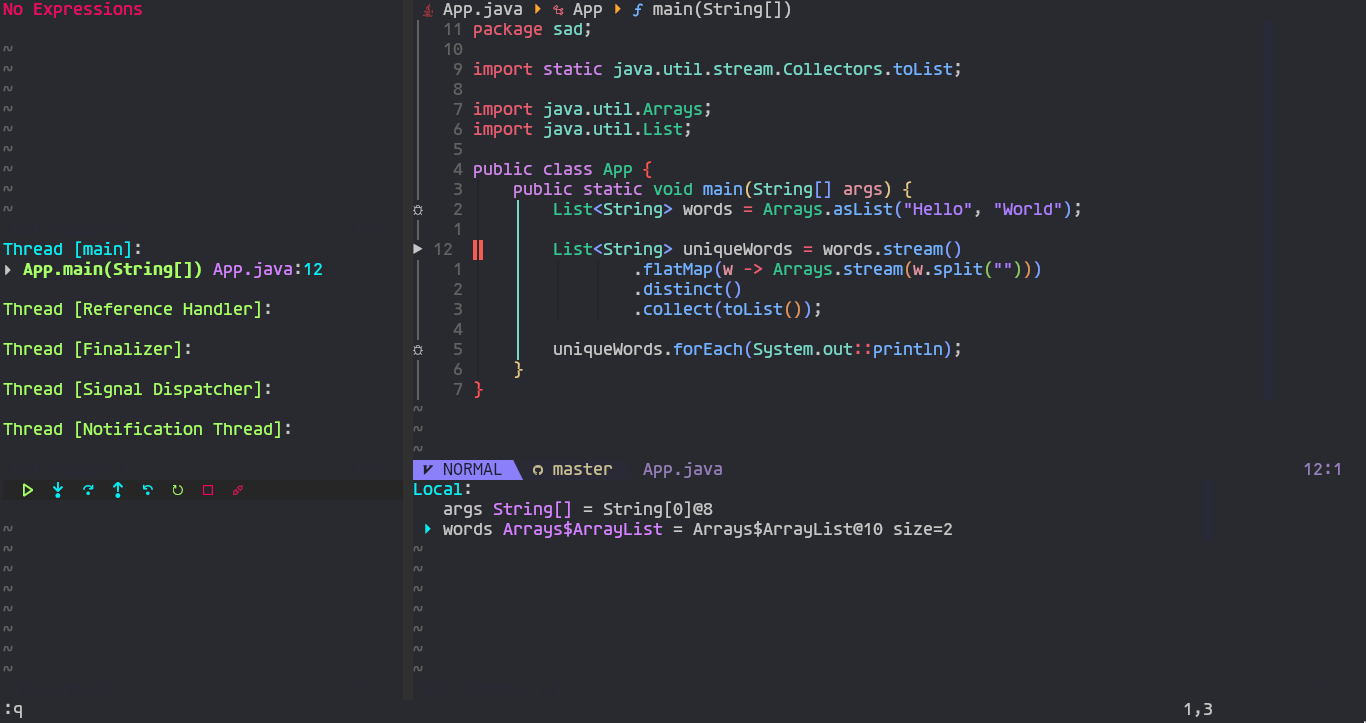 No Expressions
~
~
~
~
~
~
~
~
~
Thread [main]:
App.main(String[]) App.java:12
Thread [Reference Handler]:
Thread [Finalizer]:
Thread [Signal Dispatcher]:
Thread [Notification Thread]:
~
~
~
~
~
~
~
~
App.java App main(String[])
11 package sad;
10
9 import static java.util.stream.Collectors.toList;
8
7 import java.util.Arrays;
6 import java.util.List;
5
4 public class App {
3 public static void main(String[] args) {
2 List<String> words = Arrays.asList("Hello", "World");
1
12 List<String> uniqueWords = words.stream()
1 .flatMap(w -> Arrays.stream(w.split("")))
2 .distinct()
3 .collect(toList());
4
5 uniqueWords.forEach(System.out::println);
6 }
7 }
~
~
~
NORMAL master App.java 12:1
Local:
args String[] = String[0]@8
words Arrays$ArrayList = Arrays$ArrayList@10 size=2
~
~
~
~
~
~
~
:q 1,3